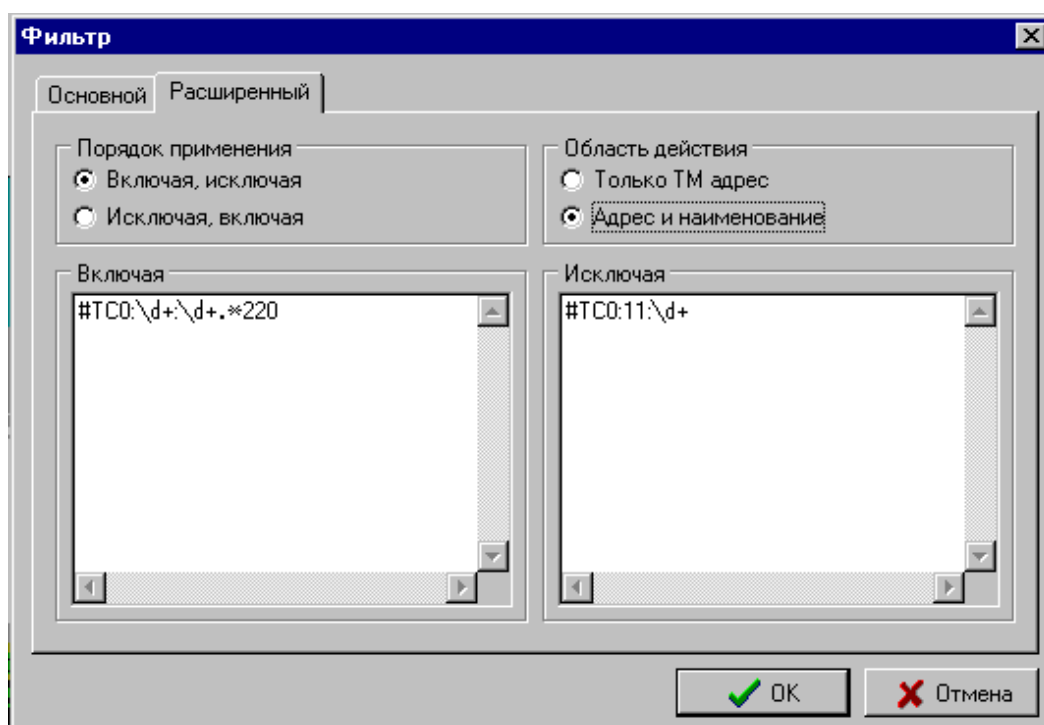 Фильтр
Основной
Расширенный
Порядок применения
Включая, исключая
Исключая, включая
Область действия
Только ТМ адрес
Адрес и наименование
Включая
#TC0:\d+:\d+.*220
Исключая
#TC0:11:\d+
OK
Отмена